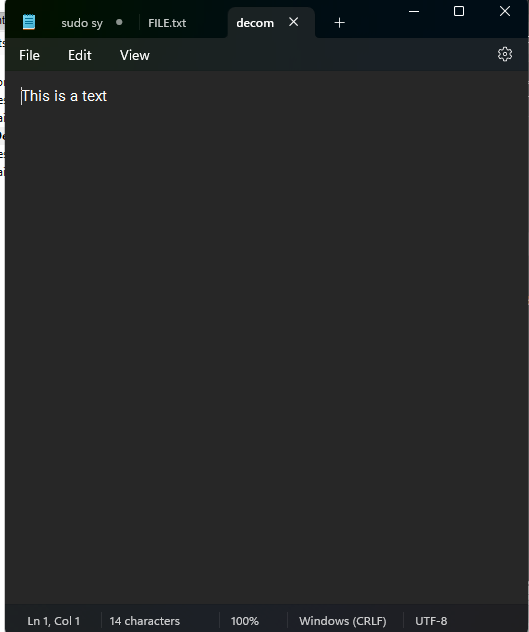 sudo sy
FILE.txt
decom
File
Edit
View
This is a text
Ln 1, Col 1
14 characters
100%
Windows (CRLF)
UTF-8